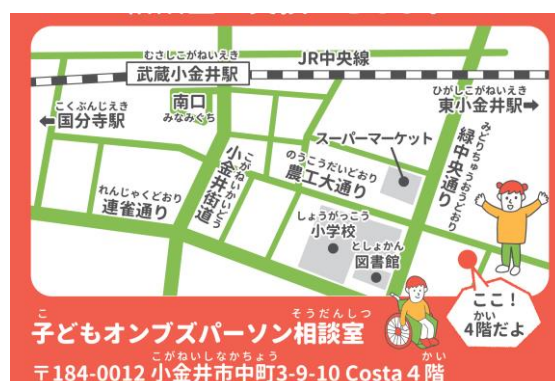 むさしこがねいえき
武蔵小金井駅
JR中央線
こくぶんじえき
←国分寺駅
南口
みなみぐち
ひがしこがねいえき
東小金井駅→
スーパーマーケット
みどりちゅうおうどおり
緑中央通り
こがねいかいどう
小金井街道
のうこうだいどおり
農工大通り
れんじゃくどおり
連雀通り
しょうがっこう
小学校
としょかん
図書館
ここ!
かい
4階だよ
こ そうだんしつ
子どもオンブズパーソン相談室
こがねいしなかちょう かい
〒184-0012 小金井市中町3-9-10 Costa 4階